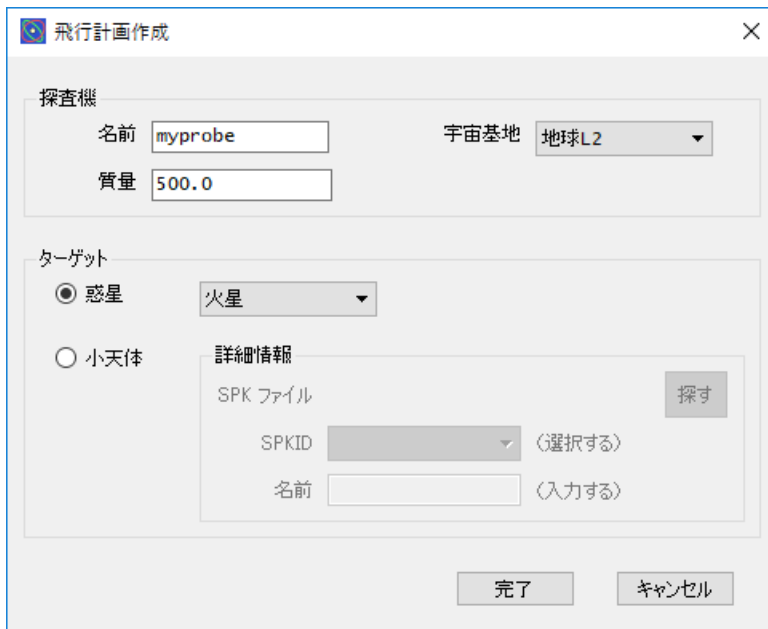 飛行計画作成
探査機
名前 myprobe 宇宙基地 地球L2
質量 500.0
ターゲット
惑星 火星
小天体 詳細情報
SPK ファイル 探す
SPKID (選択する)
名前 (入力する)
完了 キャンセル